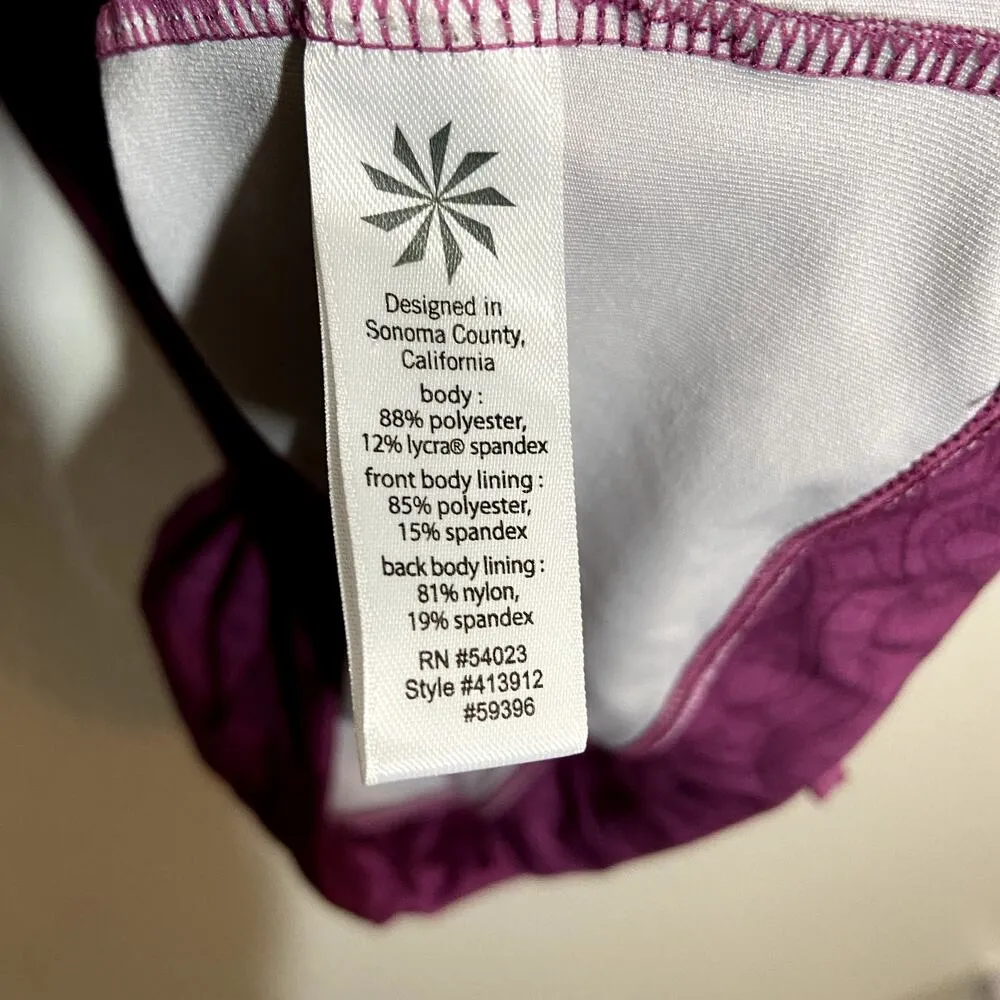 Designed in
Sonoma County,
California
body :
88% polyester,
12% lycra® spandex
front body lining :
85% polyester,
15% spandex
back body lining :
81% nylon,
19% spandex
RN #54023
Style #413912
#59396